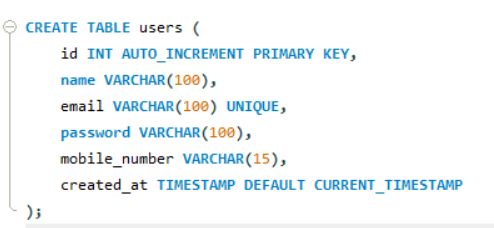 CREATE TABLE users (
id INT AUTO_INCREMENT PRIMARY KEY,
name VARCHAR(100),
email VARCHAR(100) UNIQUE,
password VARCHAR(100),
mobile_number VARCHAR(15),
created_at TIMESTAMP DEFAULT CURRENT_TIMESTAMP
);